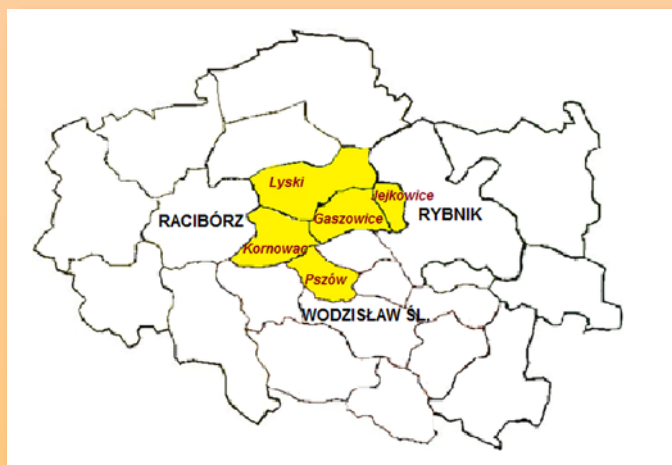 Lyski
Jejkowice
RACIBÓRZ
Gaszowice
RYBNIK
Kornowac
Pszów
WODZISŁAW ŚL.